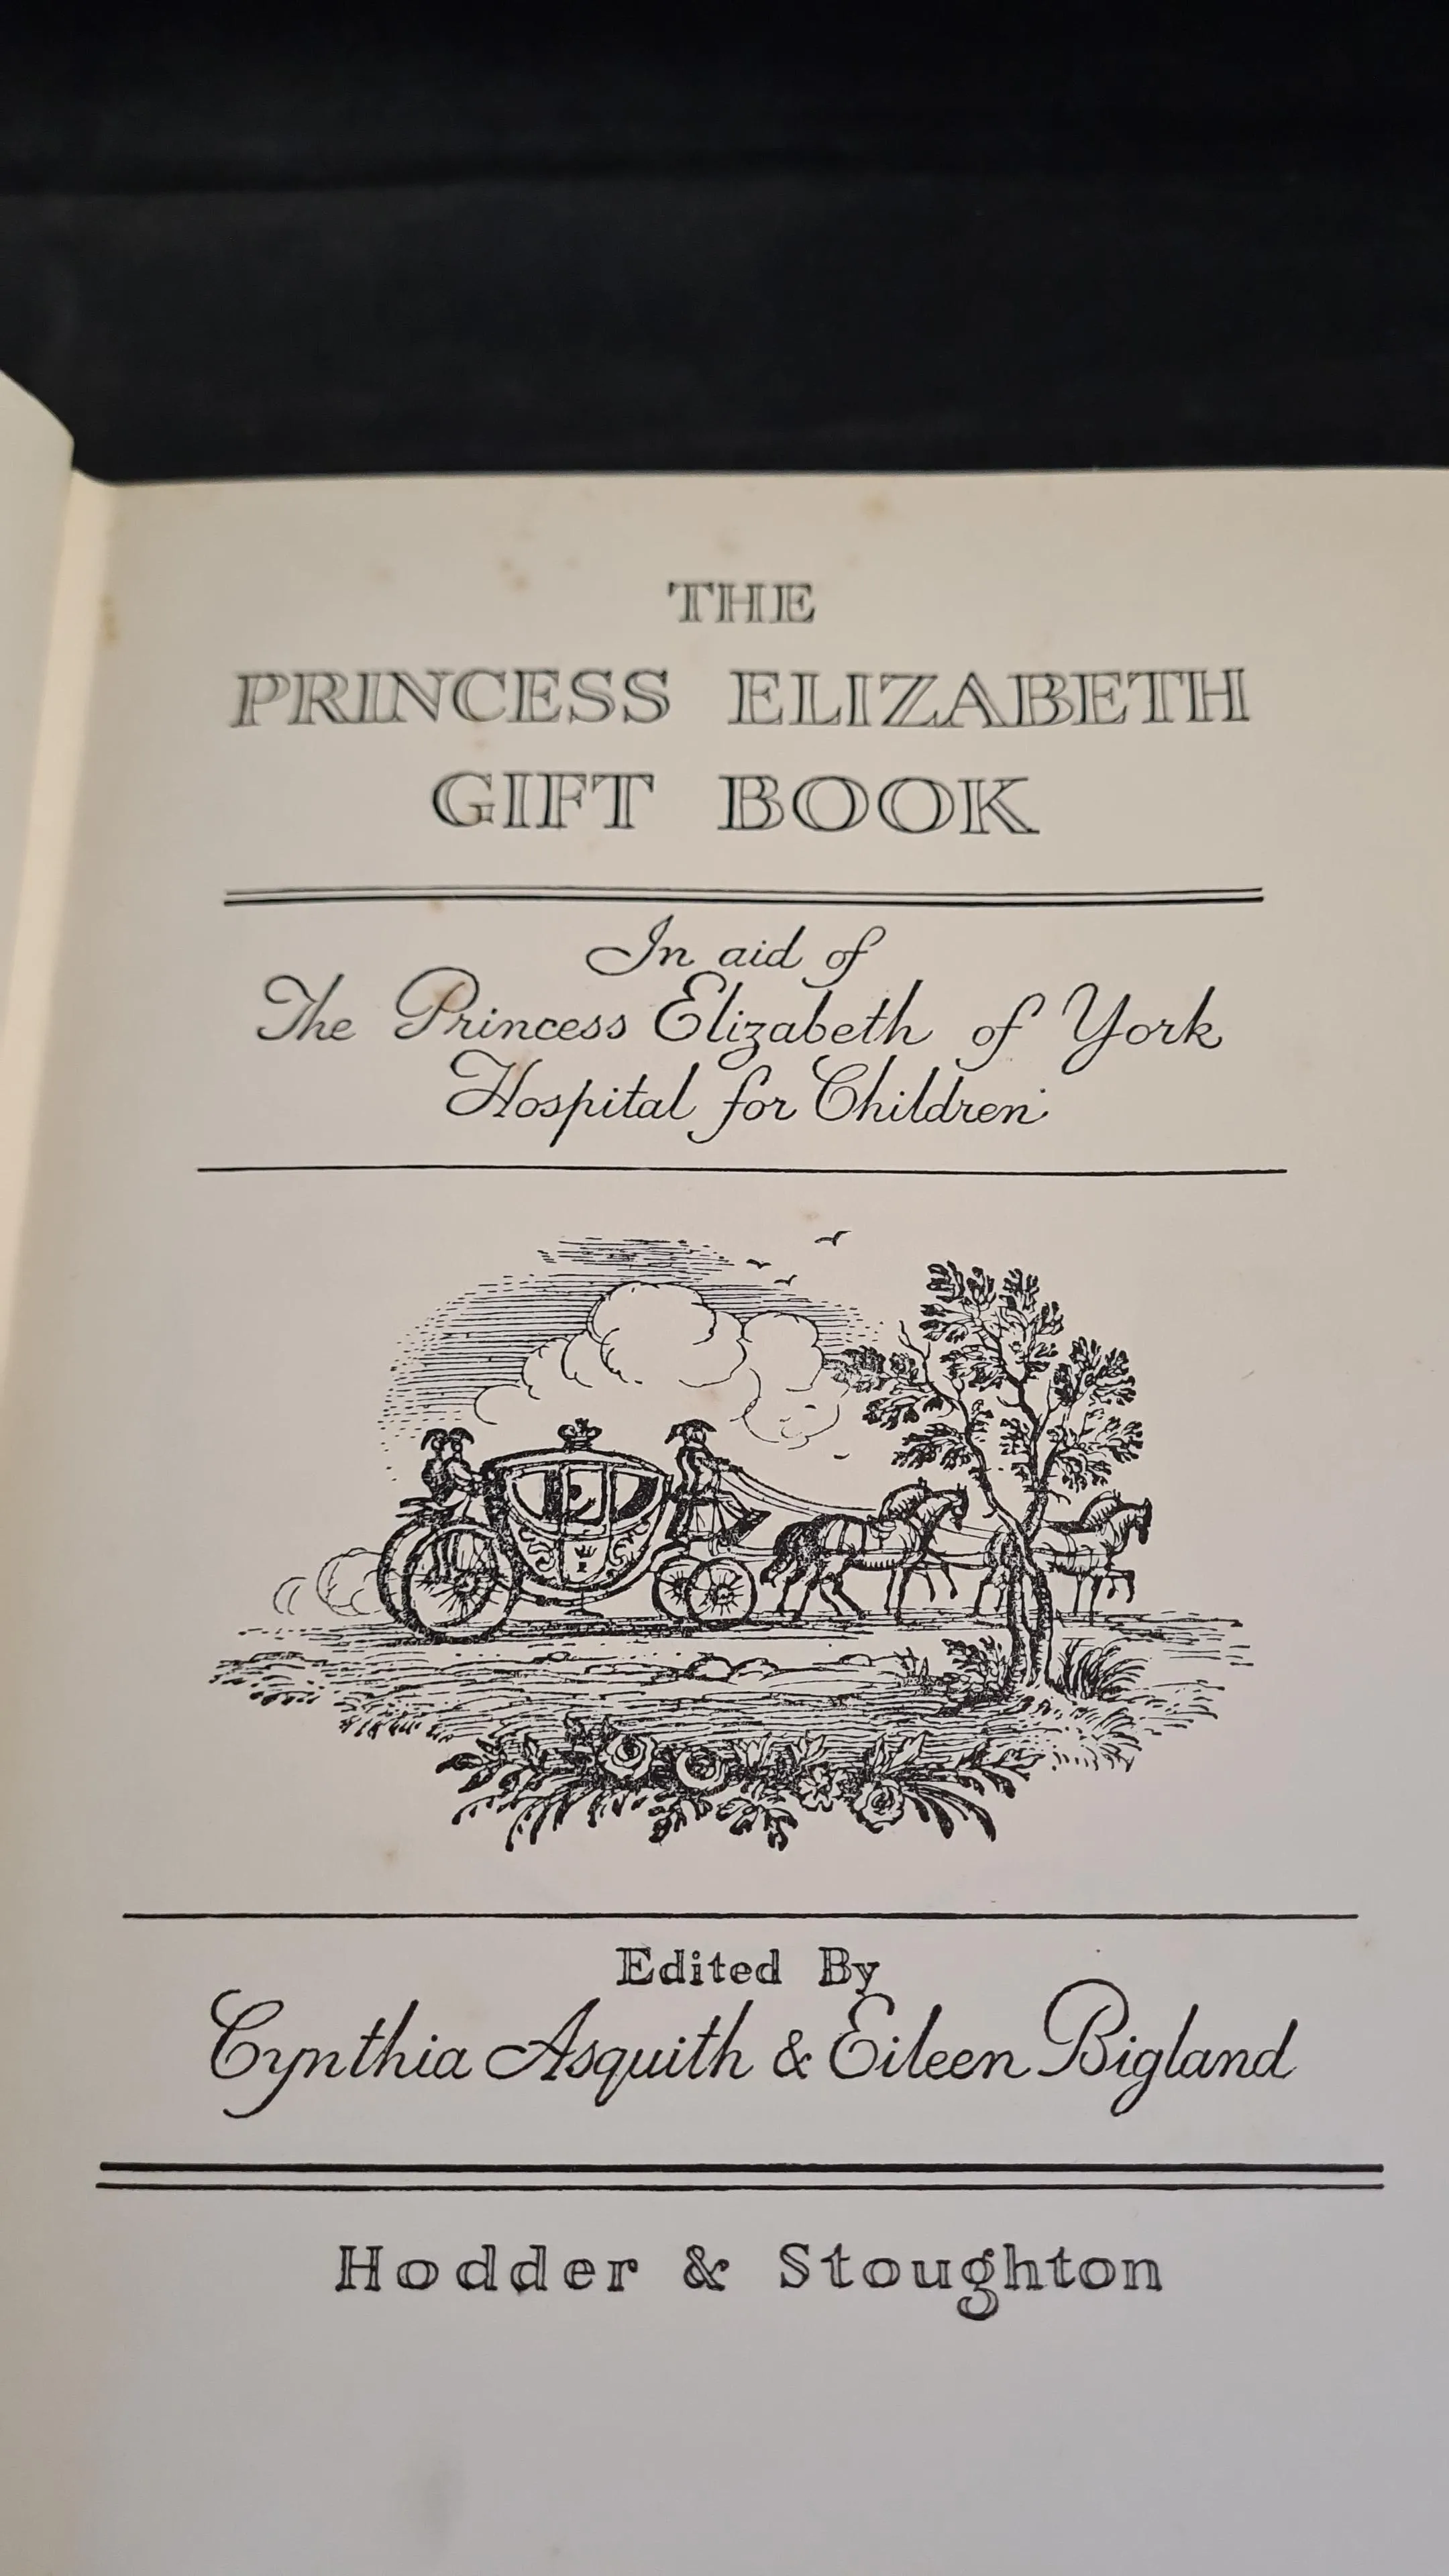 THE
PRINCESS ELIZABETH
GIFT BOOK
In aid of
The Princess Elizabeth of York
Hospital for Children
Edited By
Cynthia Asquith & Eileen Bigland
Hodder & Stoughton